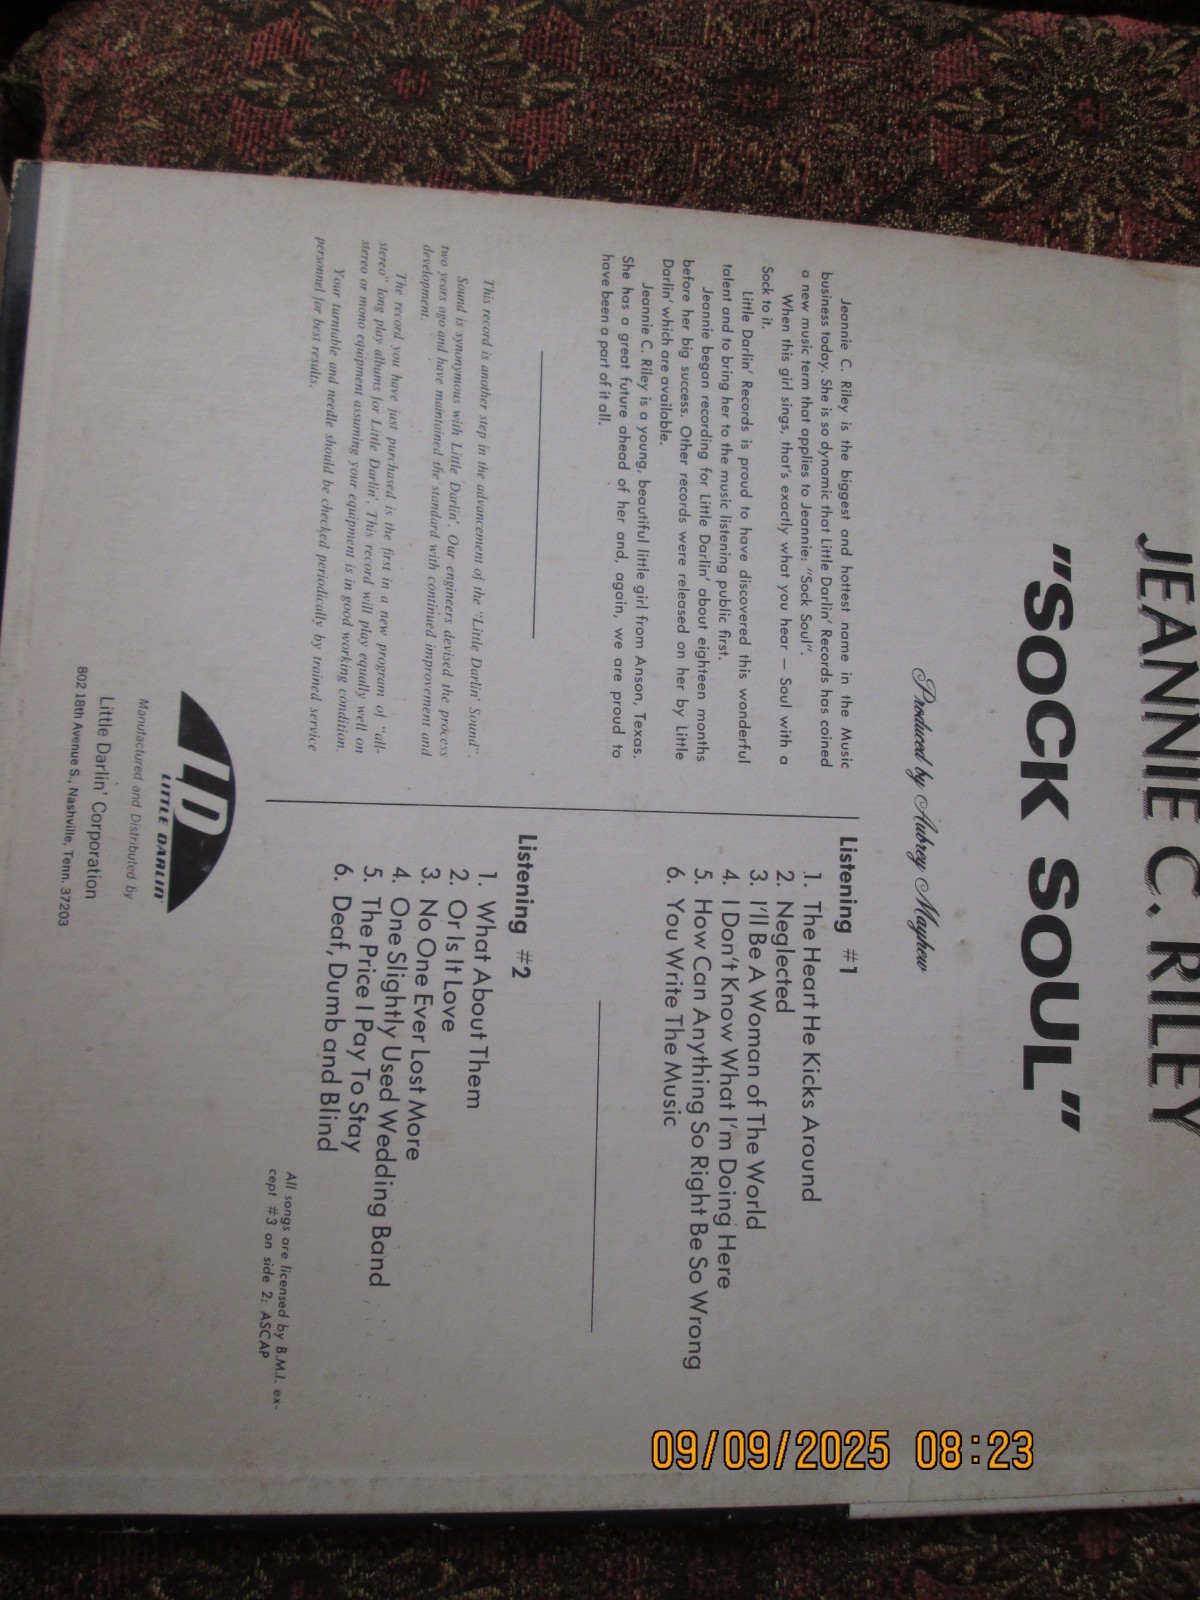 JEANNIE C. RILEY
"SOCK SOUL"
Produced by Aubrey Mayhew
Jeannie C. Riley is the biggest and hottest name in the Music
business today. She is so dynamic that Little Darlin' Records has coined
a new music term that applies to Jeannie: "Sock Soul".
When this girl sings, that's exactly what you hear — Soul with a
Sock to it.
Little Darlin' Records is proud to have discovered this wonderful
talent and to bring her to the music listening public first.
Jeannie began recording for Little Darlin' about eighteen months
before her big success. Other records were released on her by Little
Darlin' which are available.
Jeannie C. Riley is a young, beautiful little girl from Anson, Texas.
She has a great future ahead of her and, again, we are proud to
have been a part of it all.
This record is another step in the advancement of the "Little Darlin' Sound".
Sound is synonymous with Little Darlin'. Our engineers devised the process
two years ago and have maintained the standard with continued improvement and
development.
The record you have just purchased is the first in a new program of "all-
stereo" long play albums for Little Darlin'. This record will play equally well on
stereo or mono equipment assuming your equipment is in good working condition.
Your turntable and needle should be checked periodically by trained service
personnel for best results.
Listening #1
1. The Heart He Kicks Around
2. Neglected
3. I'll Be A Woman of The World
4. I Don't Know What I'm Doing Here
5. How Can Anything So Right Be So Wrong
6. You Write The Music
Listening #2
1. What About Them
2. Or Is It Love
3. No One Ever Lost More
4. One Slightly Used Wedding Band
5. The Price I Pay To Stay
6. Deaf, Dumb and Blind
All songs are licensed by B.M.I. ex-
cept #3 on side 2: ASCAP
LD
LITTLE DARLIN'
Manufactured and Distributed by
Little Darlin' Corporation
802 18th Avenue S., Nashville, Tenn. 37203
09/09/2025 08:23